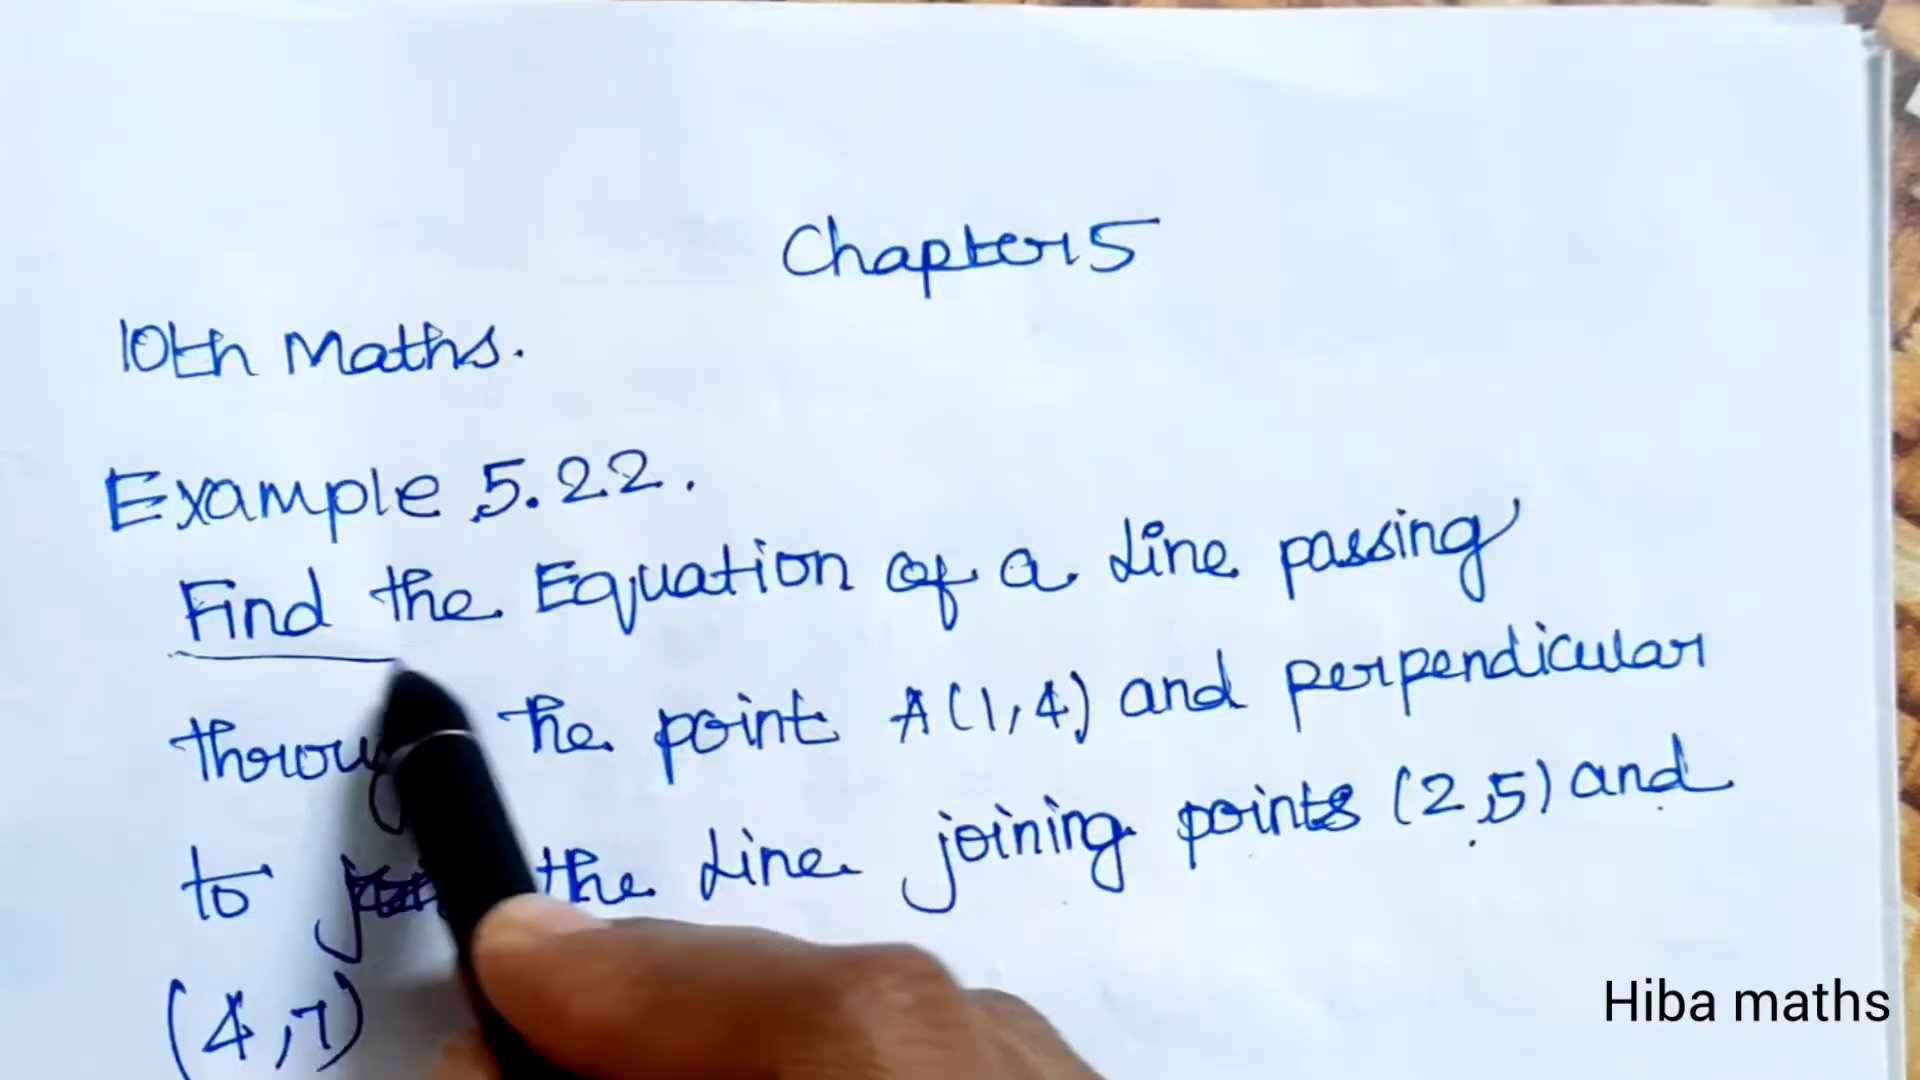 Chapter 5
10th Maths.
Example 5.22.
Find the Equation of a Line passing
the point A(1,4) and perpendicular
to the Line joining points (2,5) and
(4,7)
Hiba maths